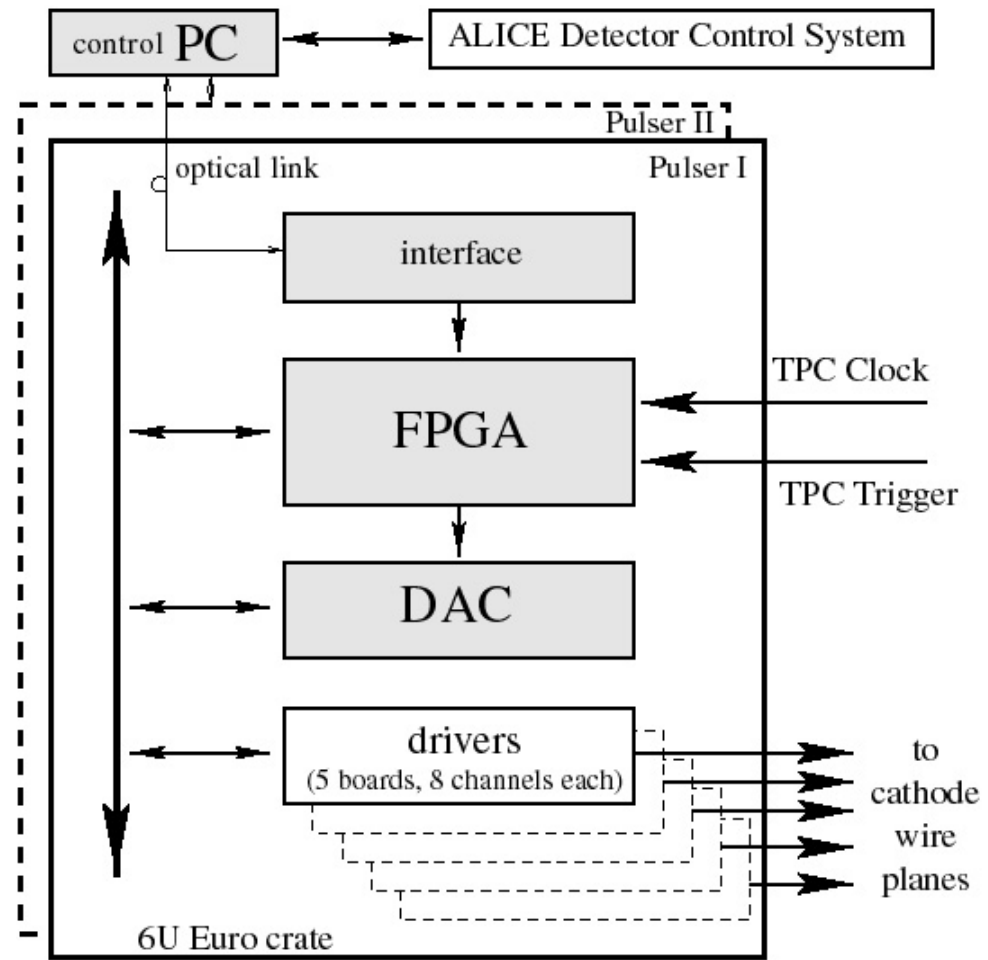 control PC
ALICE Detector Control System
Pulser II
Pulser I
optical link
interface
TPC Clock
FPGA
TPC Trigger
DAC
drivers
(5 boards, 8 channels each)
to
cathode
wire
planes
6U Euro crate